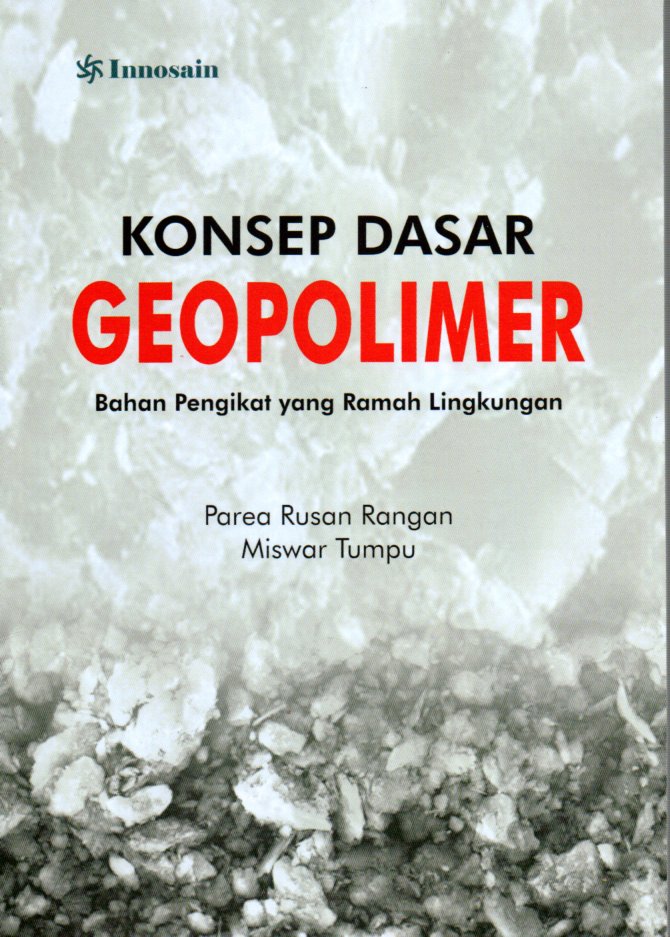 Innosain
KONSEP DASAR
GEOPOLIMER
Bahan Pengikat yang Ramah Lingkungan
Parea Rusan Rangan
Miswar Tumpu